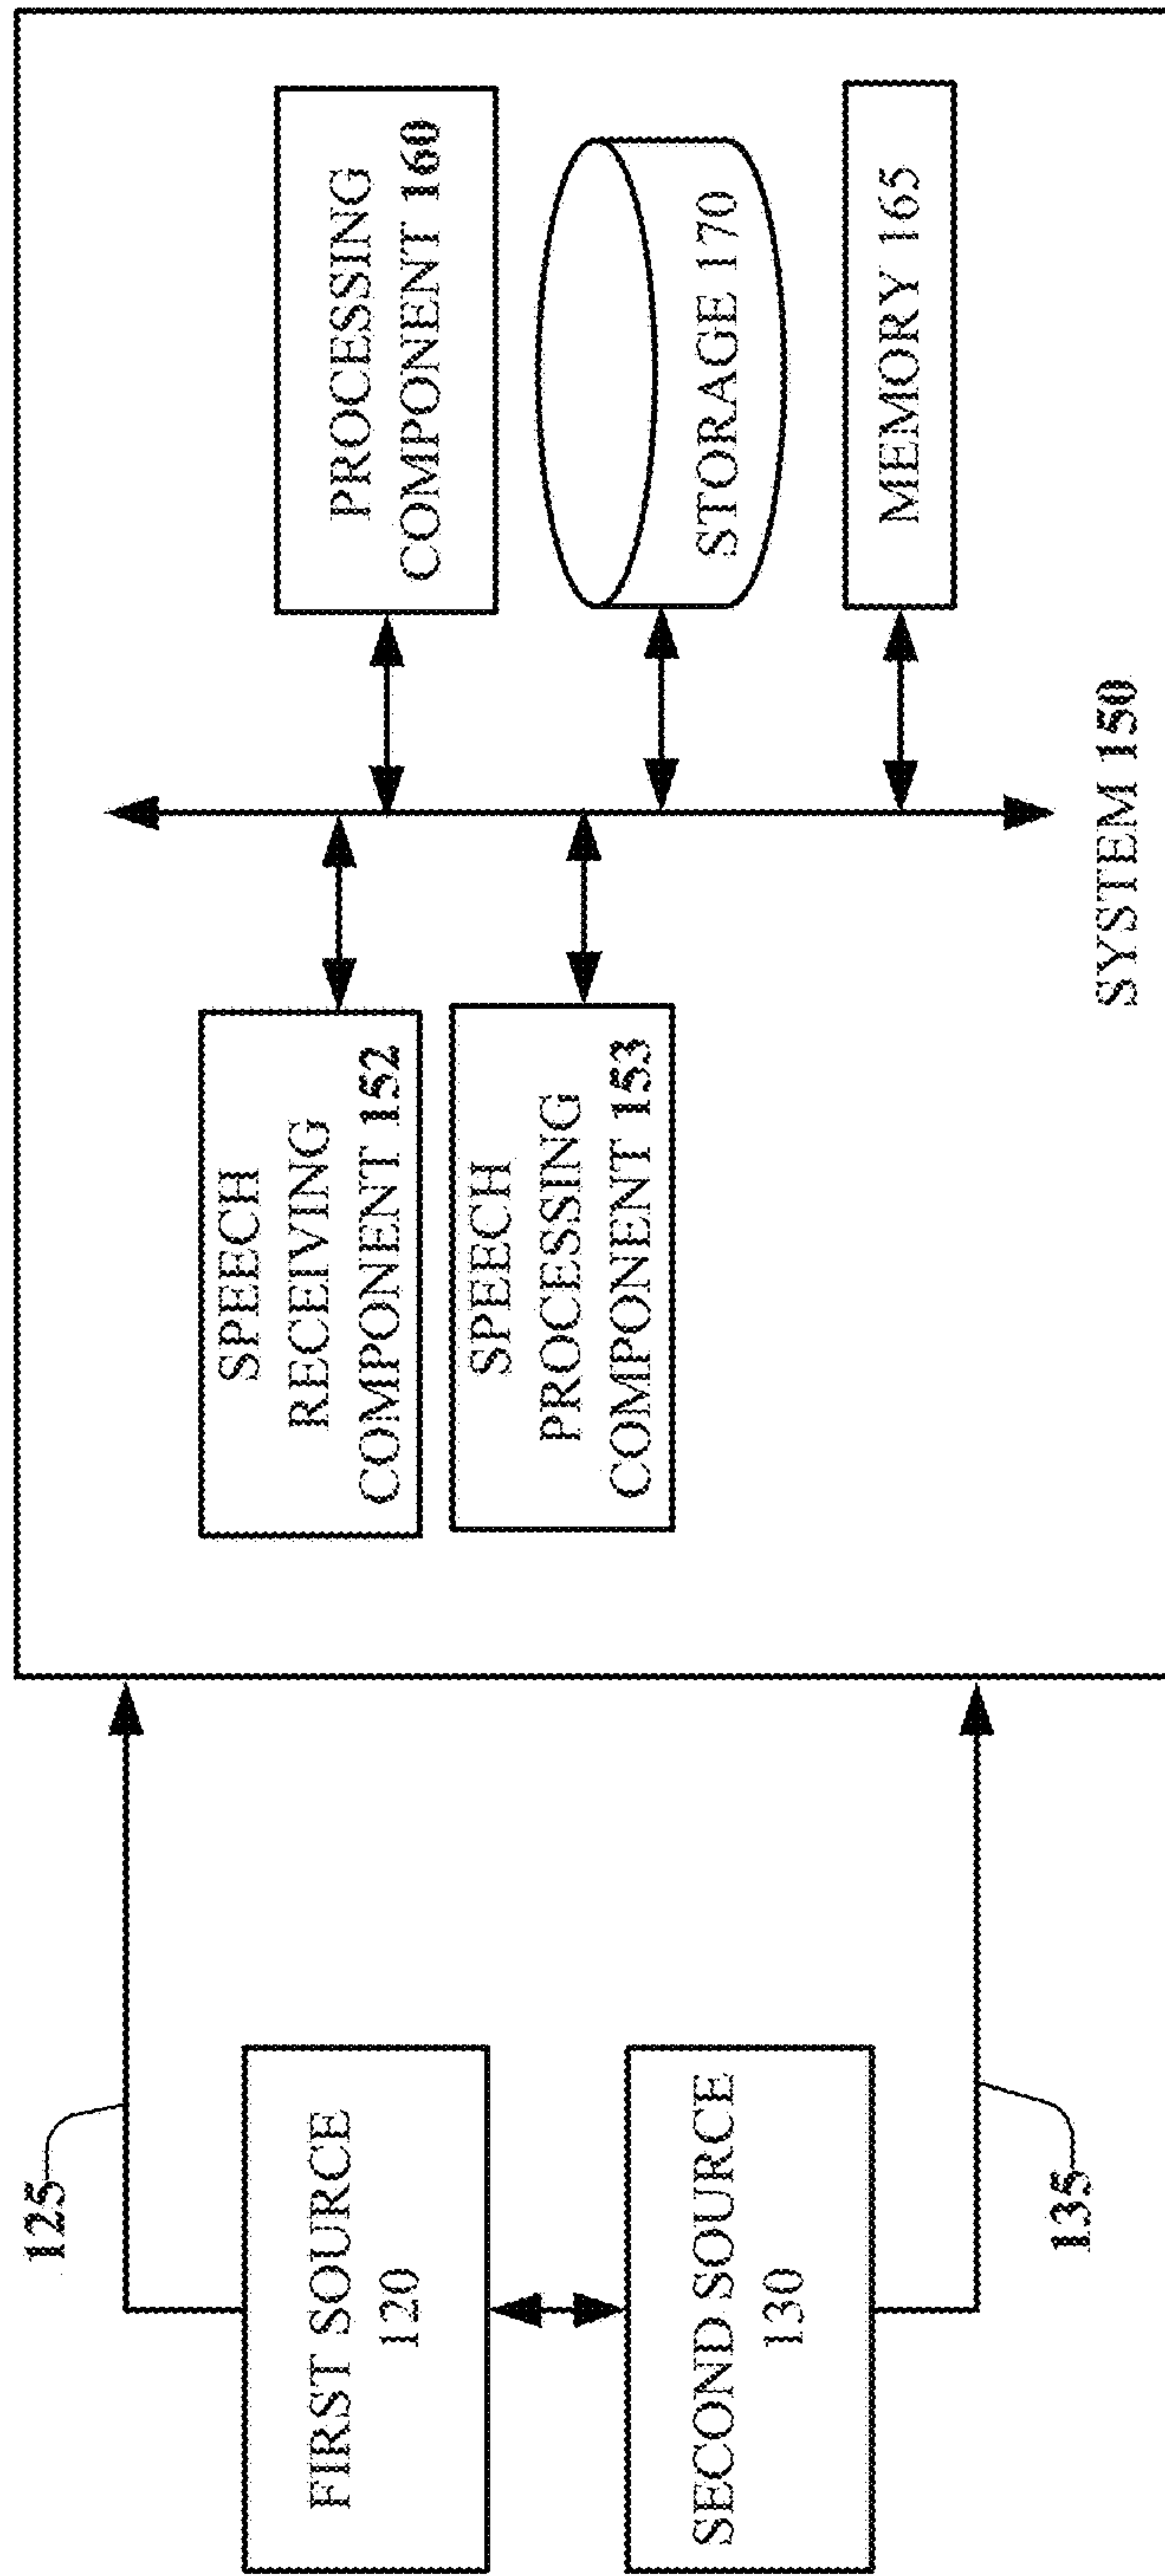 125
FIRST SOURCE
120
SECOND SOURCE
130
135
SPEECH
RECEIVING
COMPONENT 152
SPEECH
PROCESSING
COMPONENT 153
PROCESSING
COMPONENT 160
STORAGE 170
MEMORY 165
SYSTEM 150